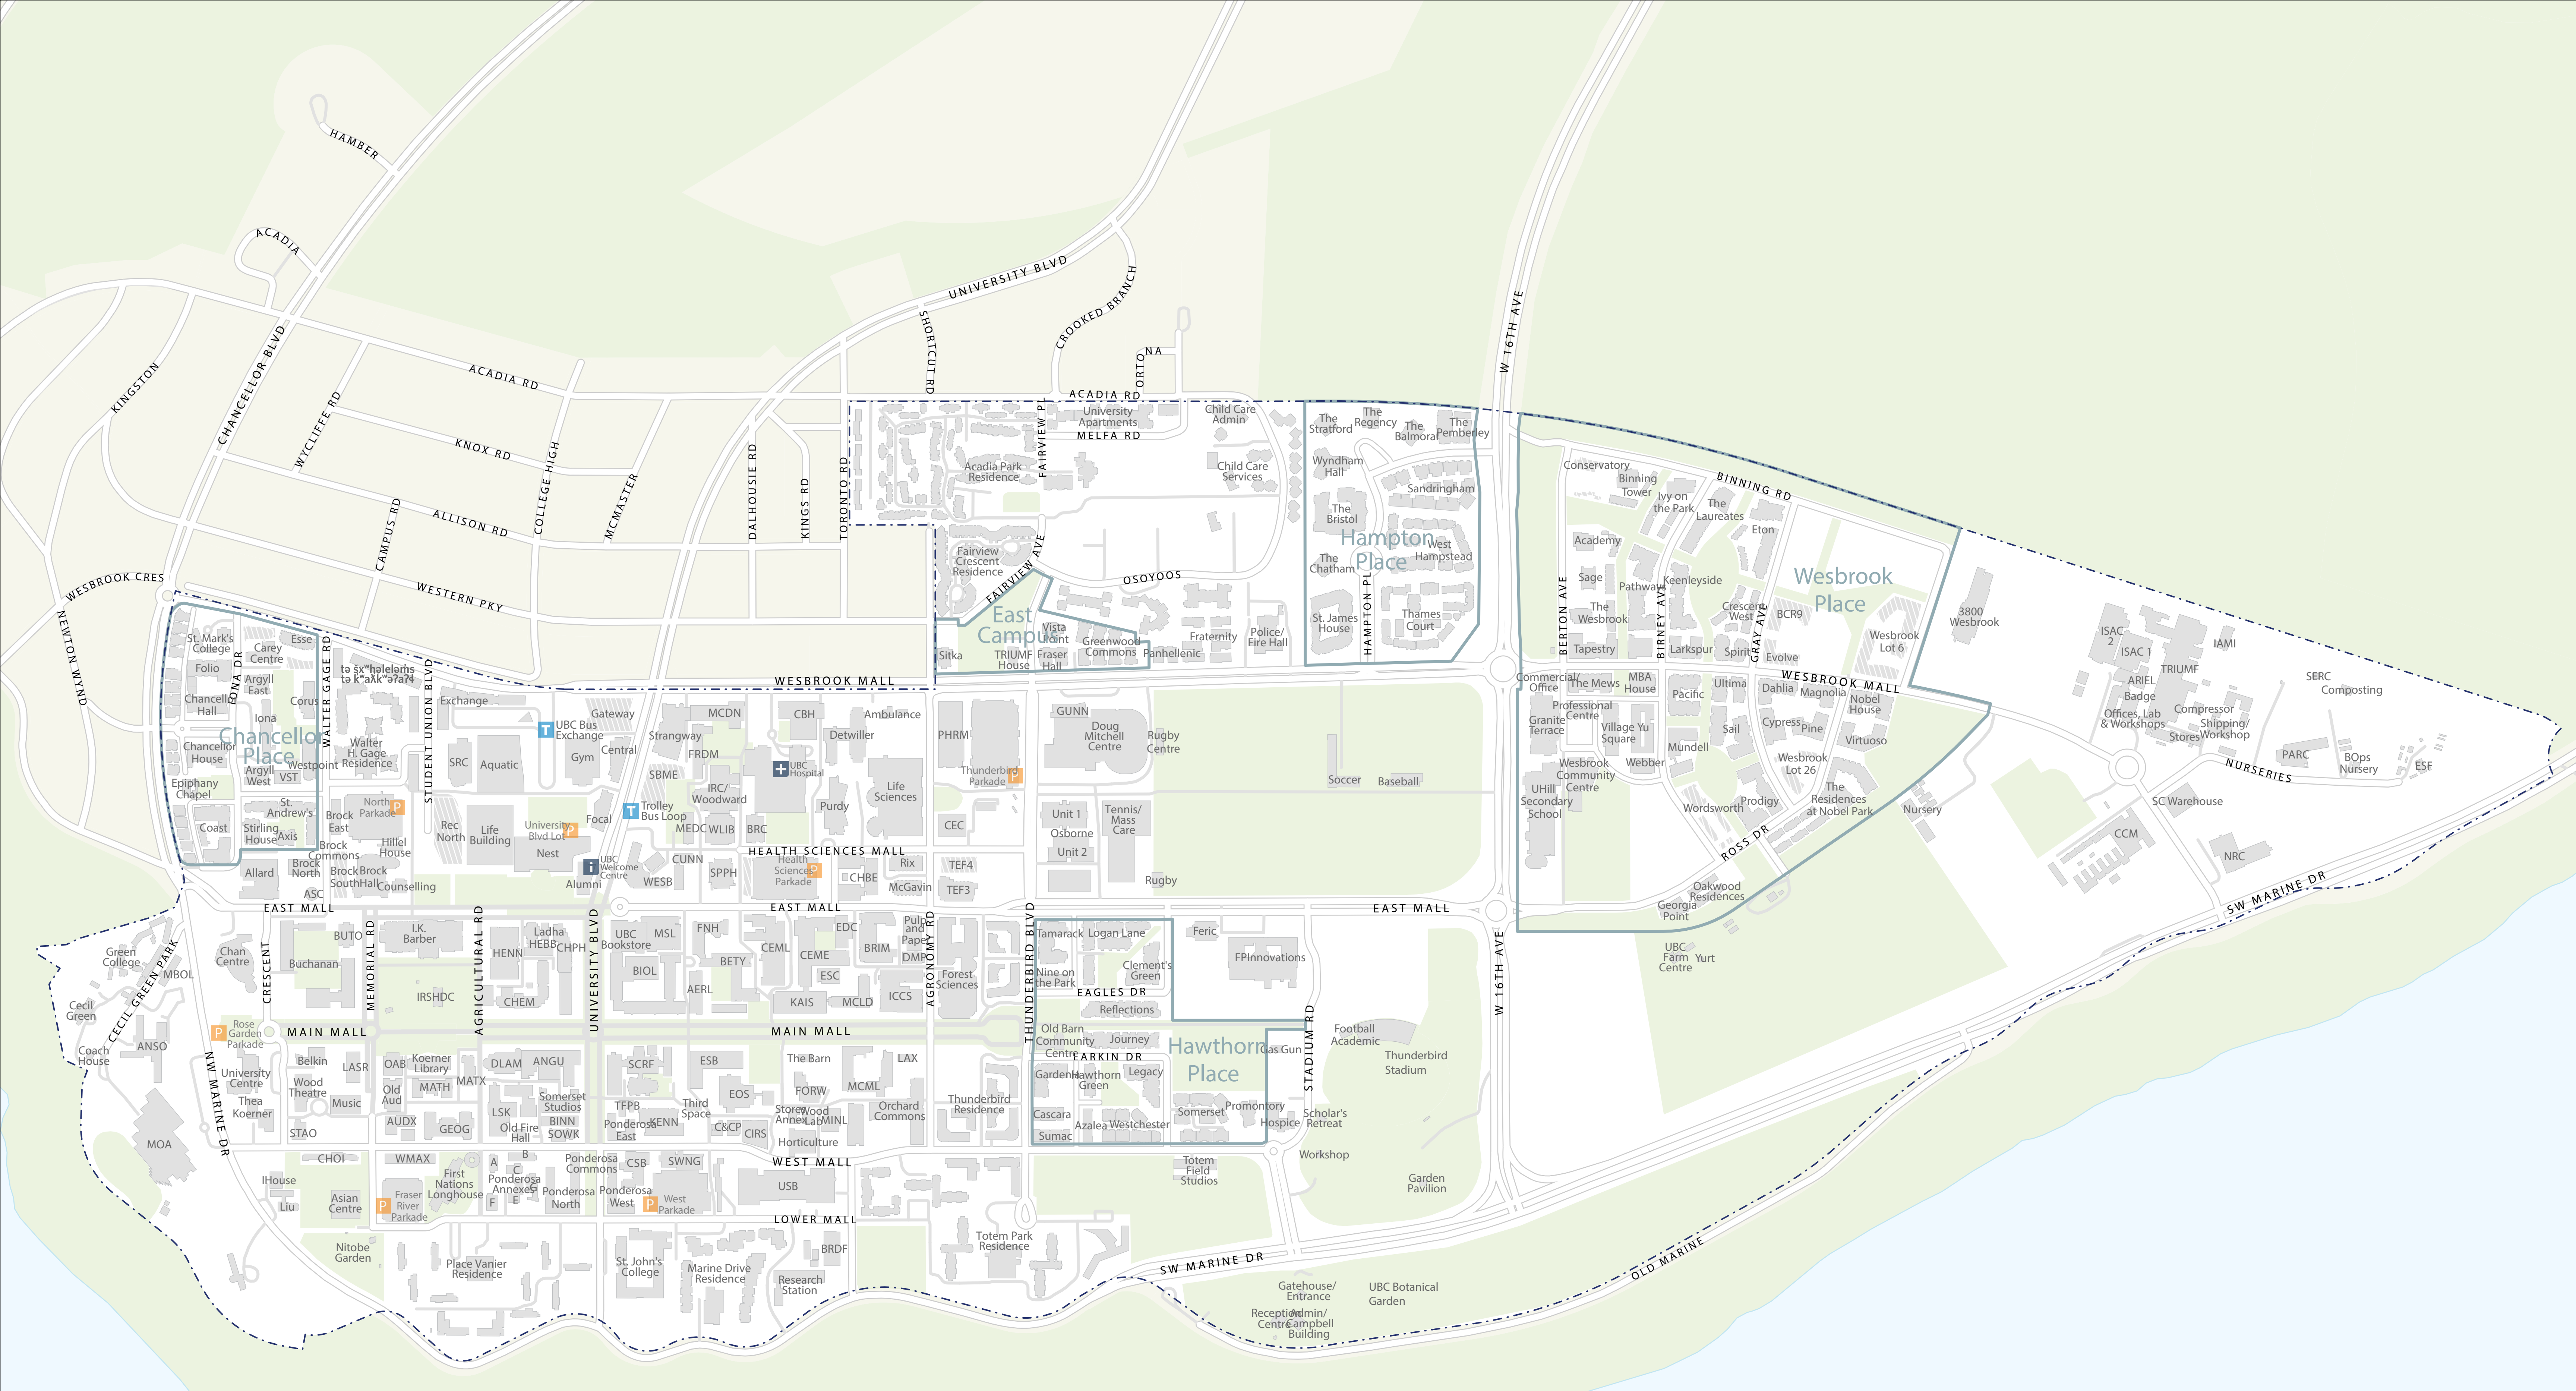 HAMBER
ACADIA
UNIVERSITY BLVD
CROOKED BRANCH
SHORTCUT RD
W 16TH AVE
KINGSTON
CHANCELLOR BLVD
ACADIA RD
ORTONA
ACADIA RD
WYCLIFFE RD
KNOX RD
COLLEGE HIGH
MCMASTER
DALHOUSIE RD
KINGS RD
TORONTO RD
FAIRVIEW PL
University
Apartments
MELFA RD
Child Care
Admin
The
Stratford
The
Regency
The
Balmoral
The
Pemberley
Acadia Park
Residence
Child Care
Services
Wyndham
Hall
Sandringham
Conservatory
Binning
Tower
BINNING RD
Ivy on
the Park
The
Laureates
Eton
CAMPUS RD
ALLISON RD
The
Bristol
Hampton
Place
West
Hampstead
The
Chatham
Academy
Fairview
Crescent
Residence
FAIRVIEW AVE
OSOYOOS
WESBROOK CRES
WESTERN PKY
NEWTON WYND
East
Campus
Vista
Point
Sitka
TRIUMF
House
Fraser
Hall
Greenwood
Commons
Panhellenic
Fraternity
Police/
Fire Hall
St. James
House
HAMPTON PL
Thames
Court
BERTON AVE
Sage
Pathway
Keenleyside
The
Wesbrook
BIRNEY AVE
Crescent
West
GRAY AVE
BCR9
Wesbrook
Place
Wesbrook
Lot 6
3800
Wesbrook
Tapestry
Larkspur
Spirit
Evolve
ISAC
2
ISAC 1
IAMI
TRIUMF
ARIEL
Badge
Offices, Lab
& Workshops
Compressor
Shipping/
Workshop
Stores
SERC
Composting
St. Mark's
College
Esse
Carey
Centre
Folio
IONA DR
Argyll
East
Chancellor
Hall
Corus
Iona
Chancellor
Place
Chancellor
House
Westpoint
Argyll
West
VST
Epiphany
Chapel
St.
Andrew's
Coast
Stirling
House
Axis
WALTER GAGE RD
Walter
H. Gage
Residence
STUDENT UNION BLVD
Exchange
Gateway
UBC Bus
Exchange
SRC
Aquatic
Gym
Central
WESBROOK MALL
MCDN
CBH
Ambulance
Strangway
FRDM
Detwiller
SBME
UBC
Hospital
IRC/
Woodward
Purdy
Life
Sciences
PHRM
Thunderbird
Parkade
P
GUNN
Doug
Mitchell
Centre
Rugby
Centre
Soccer
Baseball
Commercial/
Office
The Mews
MBA
House
Professional
Centre
Granite
Terrace
Village
Square
Yu
Pacific
Ultima
WESBROOK MALL
Dahlia
Magnolia
Nobel
House
Cypress
Pine
Sail
Virtuoso
Mundell
Webber
Wesbrook
Community
Centre
Wesbrook
Lot 26
UHill
Secondary
School
Wordsworth
Prodigy
The
Residences
at Nobel Park
Nursery
ROSS DR
PARC
BOps
Nursery
ESF
NURSERIES
SC Warehouse
CCM
NRC
SW MARINE DR
North
Parkade
P
Brock
East
Brock
Commons
Hillel
House
Rec
North
Life
Building
University
Blvd Lot
P
Focal
T
T
Trolley
Bus Loop
Nest
UBC
Welcome
Centre
i
Alumni
MEDC
WLIB
BRC
CEC
Unit 1
Osborne
Unit 2
Tennis/
Mass
Care
Rugby
Allard
Brock
North
Brock
South
Brock
Hall
ASC
Counselling
CUNN
WESB
SPPH
HEALTH SCIENCES MALL
Health
Sciences
Parkade
CHBE
Rix
McGavin
TEF4
TEF3
Oakwood
Residences
Georgia
Point
EAST MALL
EAST MALL
EAST MALL
UBC
Farm
Centre
Yurt
Green
College
MBOL
CECIL GREEN PARK
Cecil
Green
Chan
Centre
CRESCENT
BUTO
Buchanan
MEMORIAL RD
I.K.
Barber
IRSHDC
AGRICULTURAL RD
HENN
Ladha
HEBB
CHPH
CHEM
UNIVERSITY BLVD
UBC
Bookstore
MSL
BIOL
FNH
BETY
AERL
CEML
CEME
ESC
EDC
BRIM
Pulp
and
Paper
DMP
KAIS
MCLD
ICCS
AGRONOMY RD
Forest
Sciences
THUNDERBIRD BLVD
Tamarack
Logan Lane
Nine on
the Park
Clement's
Green
EAGLES DR
Reflections
Feric
FPInnovations
W 16TH AVE
Rose
Garden
Parkade
P
MAIN MALL
MAIN MALL
Coach
House
ANSO
NW MARINE DR
University
Centre
Belkin
LASR
OAB
Koerner
Library
DLAM
ANGU
SCRF
ESB
The Barn
LAX
Old Barn
Community
Centre
Journey
LARKIN DR
Hawthorn
Place
Gas Gun
STADIUM RD
Football
Academic
Thunderbird
Stadium
Wood
Theatre
Thea
Koerner
Music
STAO
Old
Aud
MATH
MATX
AUDX
GEOG
LSK
Somerset
Studios
Old Fire
Hall
BINN
SOWK
TFPB
Ponderosa
East
KENN
Third
Space
EOS
C&CP
CIRS
FORW
Stores
Annex
Wood
Lab
MINL
MCML
Horticulture
Orchard
Commons
Thunderbird
Residence
Gardenia
Hawthorn
Green
Legacy
Cascara
Sumac
Azalea
Westchester
Somerset
Promontory
Hospice
Scholar's
Retreat
MOA
CHOI
WMAX
First
Nations
Longhouse
A
B
C
Ponderosa
Annexes
F
E
G
Ponderosa
Commons
Ponderosa
North
CSB
SWNG
Ponderosa
West
P
West
Parkade
WEST MALL
USB
Totem
Field
Studios
Workshop
Garden
Pavilion
IHouse
Liu
Asian
Centre
P
Fraser
River
Parkade
LOWER MALL
Nitobe
Garden
Place Vanier
Residence
St. John's
College
Marine Drive
Residence
BRDF
Research
Station
Totem Park
Residence
SW MARINE DR
OLD MARINE
Gatehouse/
Entrance
UBC Botanical
Garden
Reception
Centre
Admin/
Campbell
Building